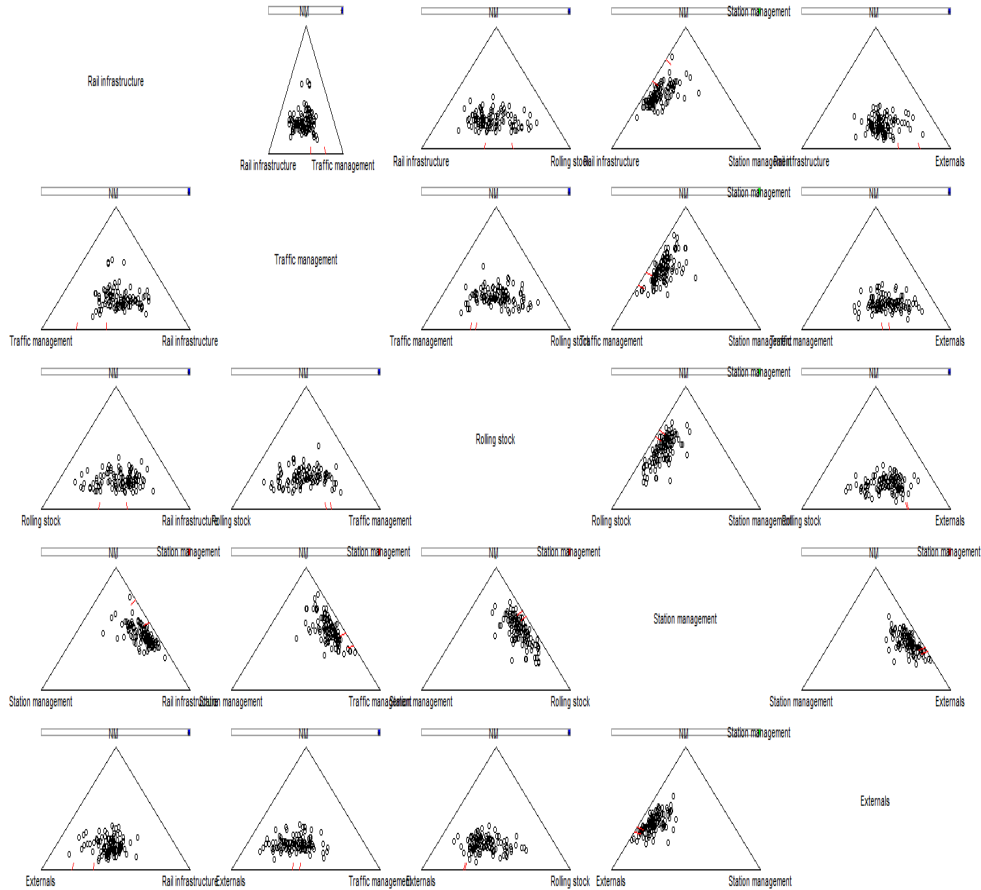 NM
NM
NM
Station management
NM
Rail infrastructure
Rail infrastructure
Traffic management
Rail infrastructure
Rolling stock
Rail infrastructure
Station management
Rail infrastructure
Externals
NM
NM
NM
Station management
NM
Traffic management
Traffic management
Rail infrastructure
Traffic management
Rolling stock
Traffic management
Station management
Traffic management
Externals
NM
NM
NM
Station management
NM
Rolling stock
Rolling stock
Rail infrastructure
Rolling stock
Traffic management
Rolling stock
Station management
Rolling stock
Externals
NM
Station management
NM
Station management
NM
Station management
NM
Station management
Station management
Station management
Rail infrastructure
Station management
Traffic management
Station management
Rolling stock
Station management
Externals
NM
NM
NM
NM
Station management
Externals
Externals
Rail infrastructure
Externals
Traffic management
Externals
Rolling stock
Externals
Station management